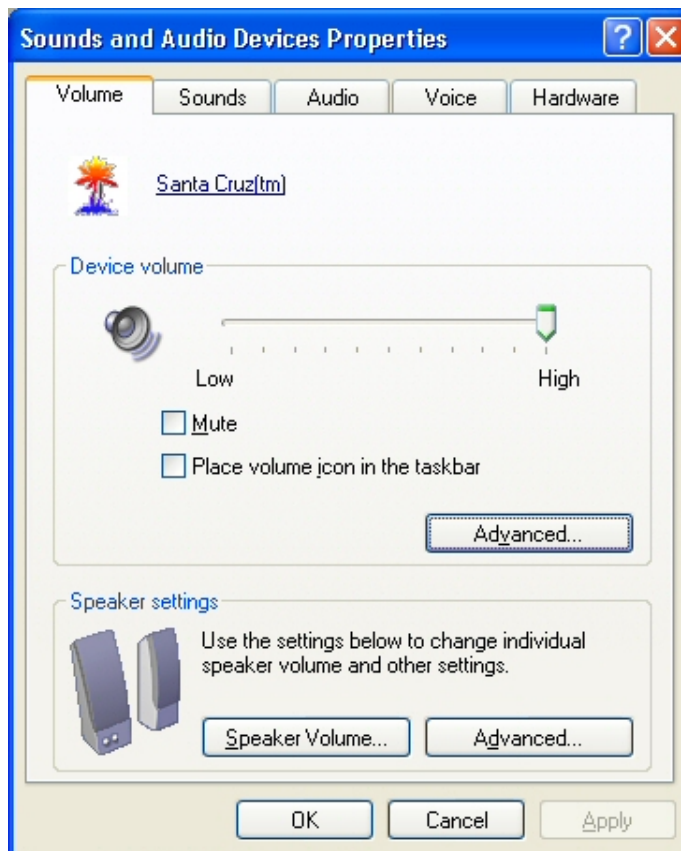 Sounds and Audio Devices Properties
?
Volume
Sounds
Audio
Voice
Hardware
Santa Cruz(tm)
Device volume
Low
High
Mute
Place volume icon in the taskbar
Advanced...
Speaker settings
Use the settings below to change individual
speaker volume and other settings.
Speaker Volume...
Advanced...
OK
Cancel
Apply